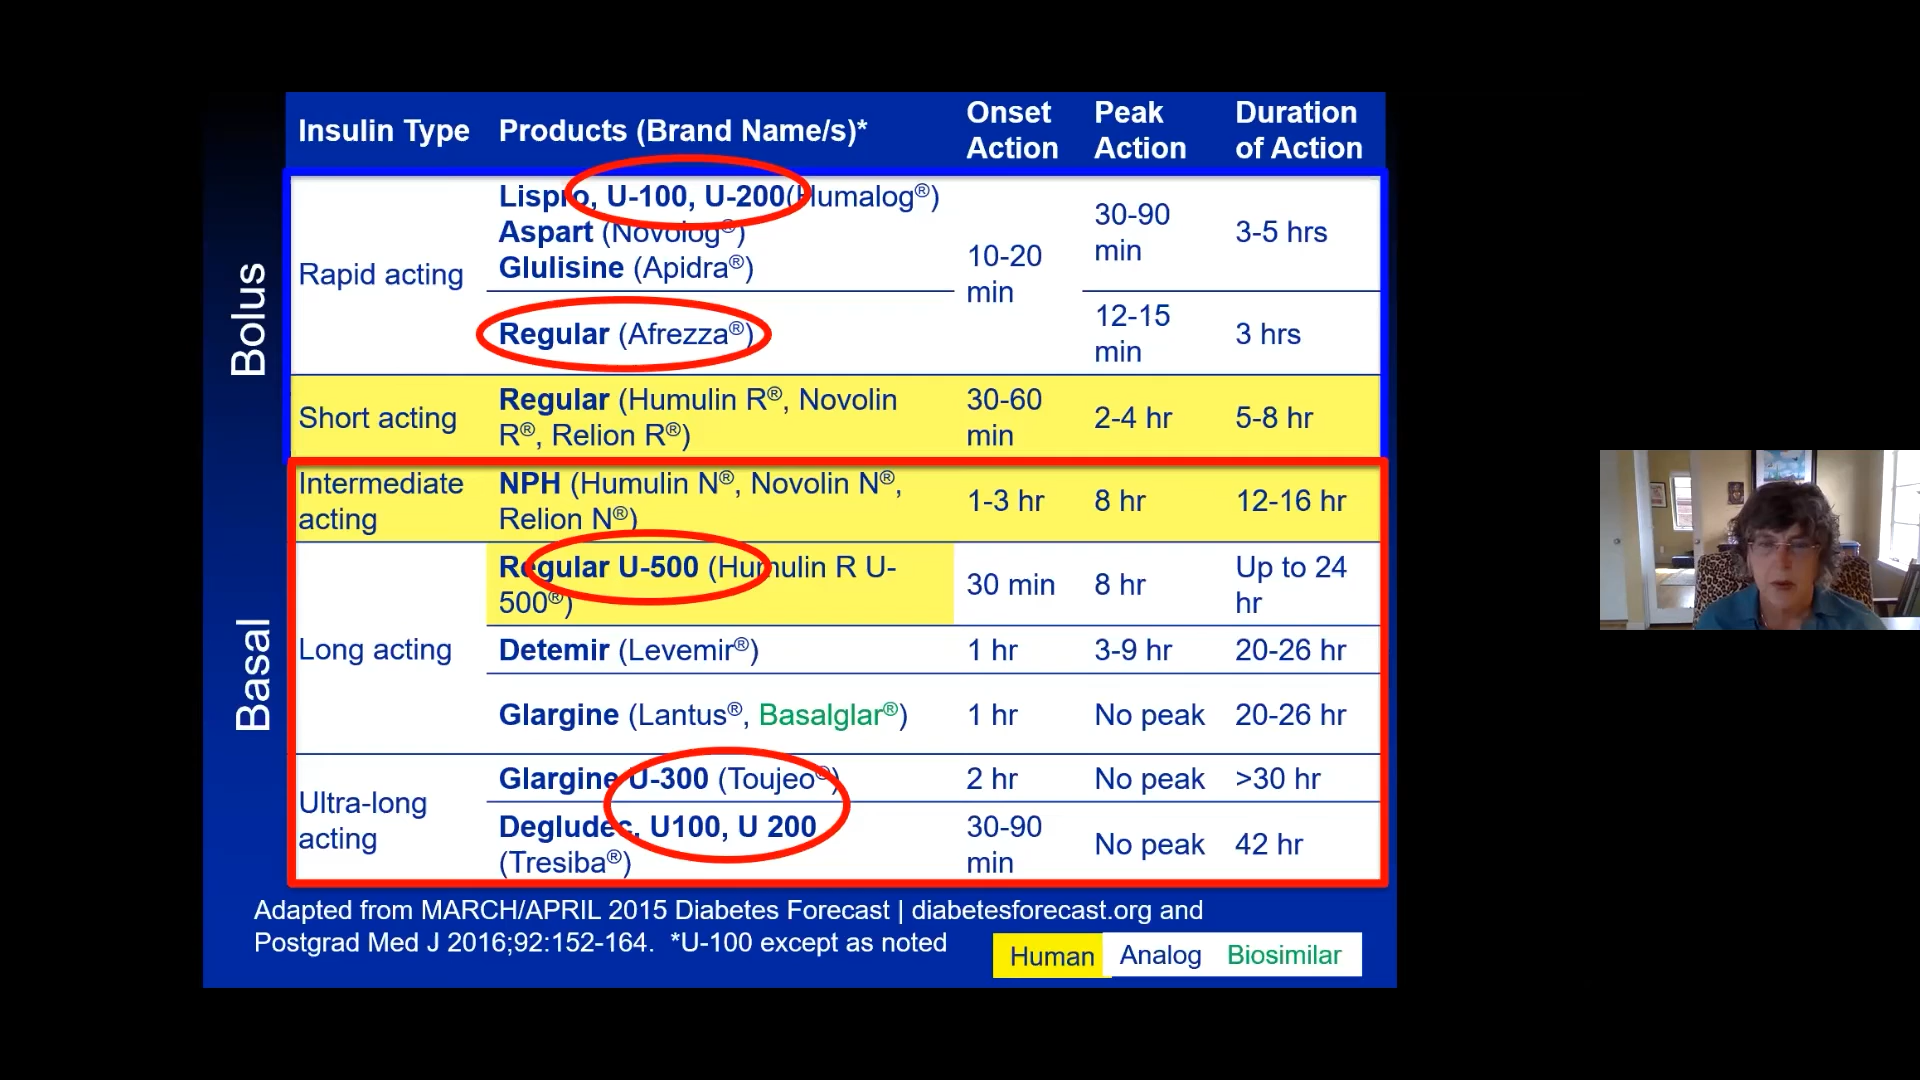 Insulin Type Products (Brand Name/s)* Onset Action Peak Action Duration of Action
Bolus
Rapid acting
Lispro, U-100, U-200(Humalog®)
Aspart (Novolog®)
Glulisine (Apidra®)
10-20 min
30-90 min
3-5 hrs
Regular (Afrezza®)
12-15 min
3 hrs
Short acting
Regular (Humulin R®, Novolin
R®, Relion R®)
30-60 min
2-4 hr
5-8 hr
Basal
Intermediate
acting
NPH (Humulin N®, Novolin N®,
Relion N®)
1-3 hr
8 hr
12-16 hr
Long acting
Regular U-500 (Humulin R U-
500®)
30 min
8 hr
Up to 24 hr
Detemir (Levemir®)
1 hr
3-9 hr
20-26 hr
Glargine (Lantus®, Basalglar®)
1 hr
No peak
20-26 hr
Ultra-long
acting
Glargine U-300 (Toujeo®)
2 hr
No peak
>30 hr
Degludec, U100, U 200
(Tresiba®)
30-90 min
No peak
42 hr
Adapted from MARCH/APRIL 2015 Diabetes Forecast | diabetesforecast.org and
Postgrad Med J 2016;92:152-164. *U-100 except as noted
Human Analog Biosimilar